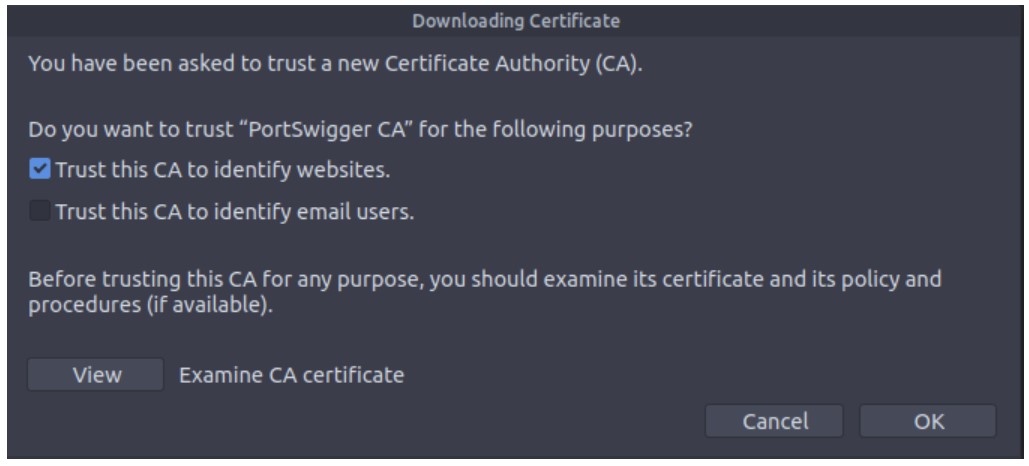 Downloading Certificate
You have been asked to trust a new Certificate Authority (CA).
Do you want to trust “PortSwigger CA” for the following purposes?
Trust this CA to identify websites.
Trust this CA to identify email users.
Before trusting this CA for any purpose, you should examine its certificate and its policy and
procedures (if available).
View Examine CA certificate
Cancel OK